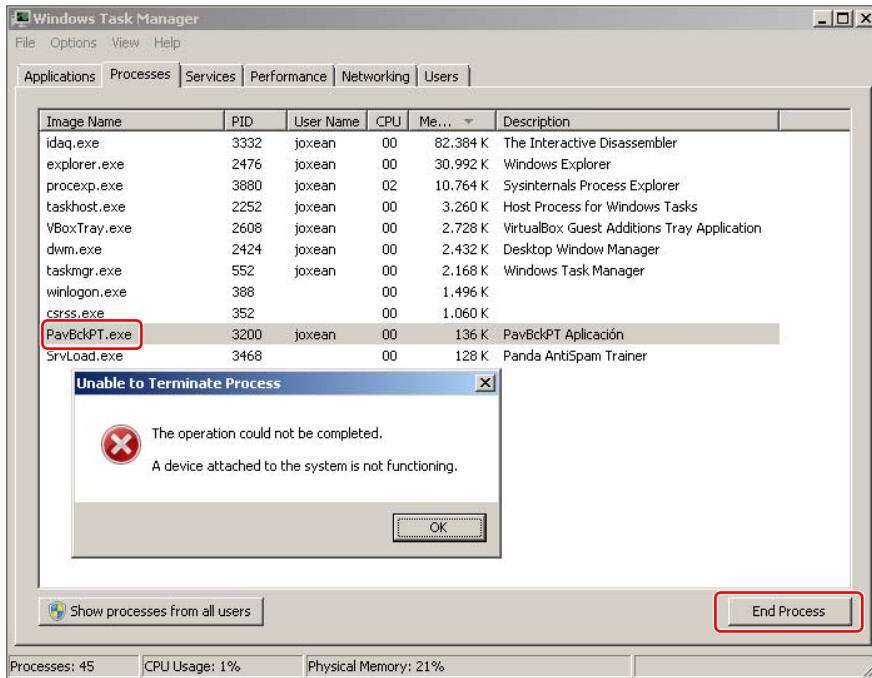 Windows Task Manager
File Options View Help
Applications Processes Services Performance Networking Users
Image Name PID User Name CPU Me... Description
idaq.exe 3332 joxean 00 82.384 K The Interactive Disassembler
explorer.exe 2476 joxean 00 30.992 K Windows Explorer
procexp.exe 3880 joxean 02 10.764 K Sysinternals Process Explorer
taskhost.exe 2252 joxean 00 3.260 K Host Process for Windows Tasks
VBoxTray.exe 2608 joxean 00 2.728 K VirtualBox Guest Additions Tray Application
dwm.exe 2424 joxean 00 2.432 K Desktop Window Manager
taskmgr.exe 552 joxean 00 2.168 K Windows Task Manager
winlogon.exe 388 00 1.496 K
csrss.exe 352 00 1.060 K
PavBckPT.exe 3200 joxean 00 136 K PavBckPT Aplicación
SrvLoad.exe 3468 00 128 K Panda AntiSpam Trainer
Unable to Terminate Process
The operation could not be completed.
A device attached to the system is not functioning.
OK
Show processes from all users End Process
Processes: 45 CPU Usage: 1% Physical Memory: 21%